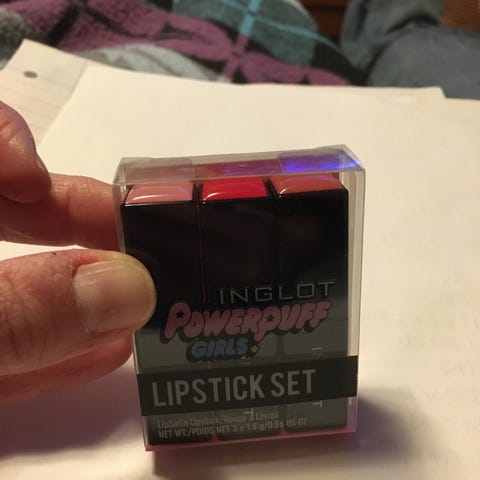 INGLOT
POWERPUFF
GIRLS
LIPSTICK SET
LipSatin Lipstick/Rouge à Lèvres
NET WT./POIDS NET 3 x 1.8 g/0.06 US OZ